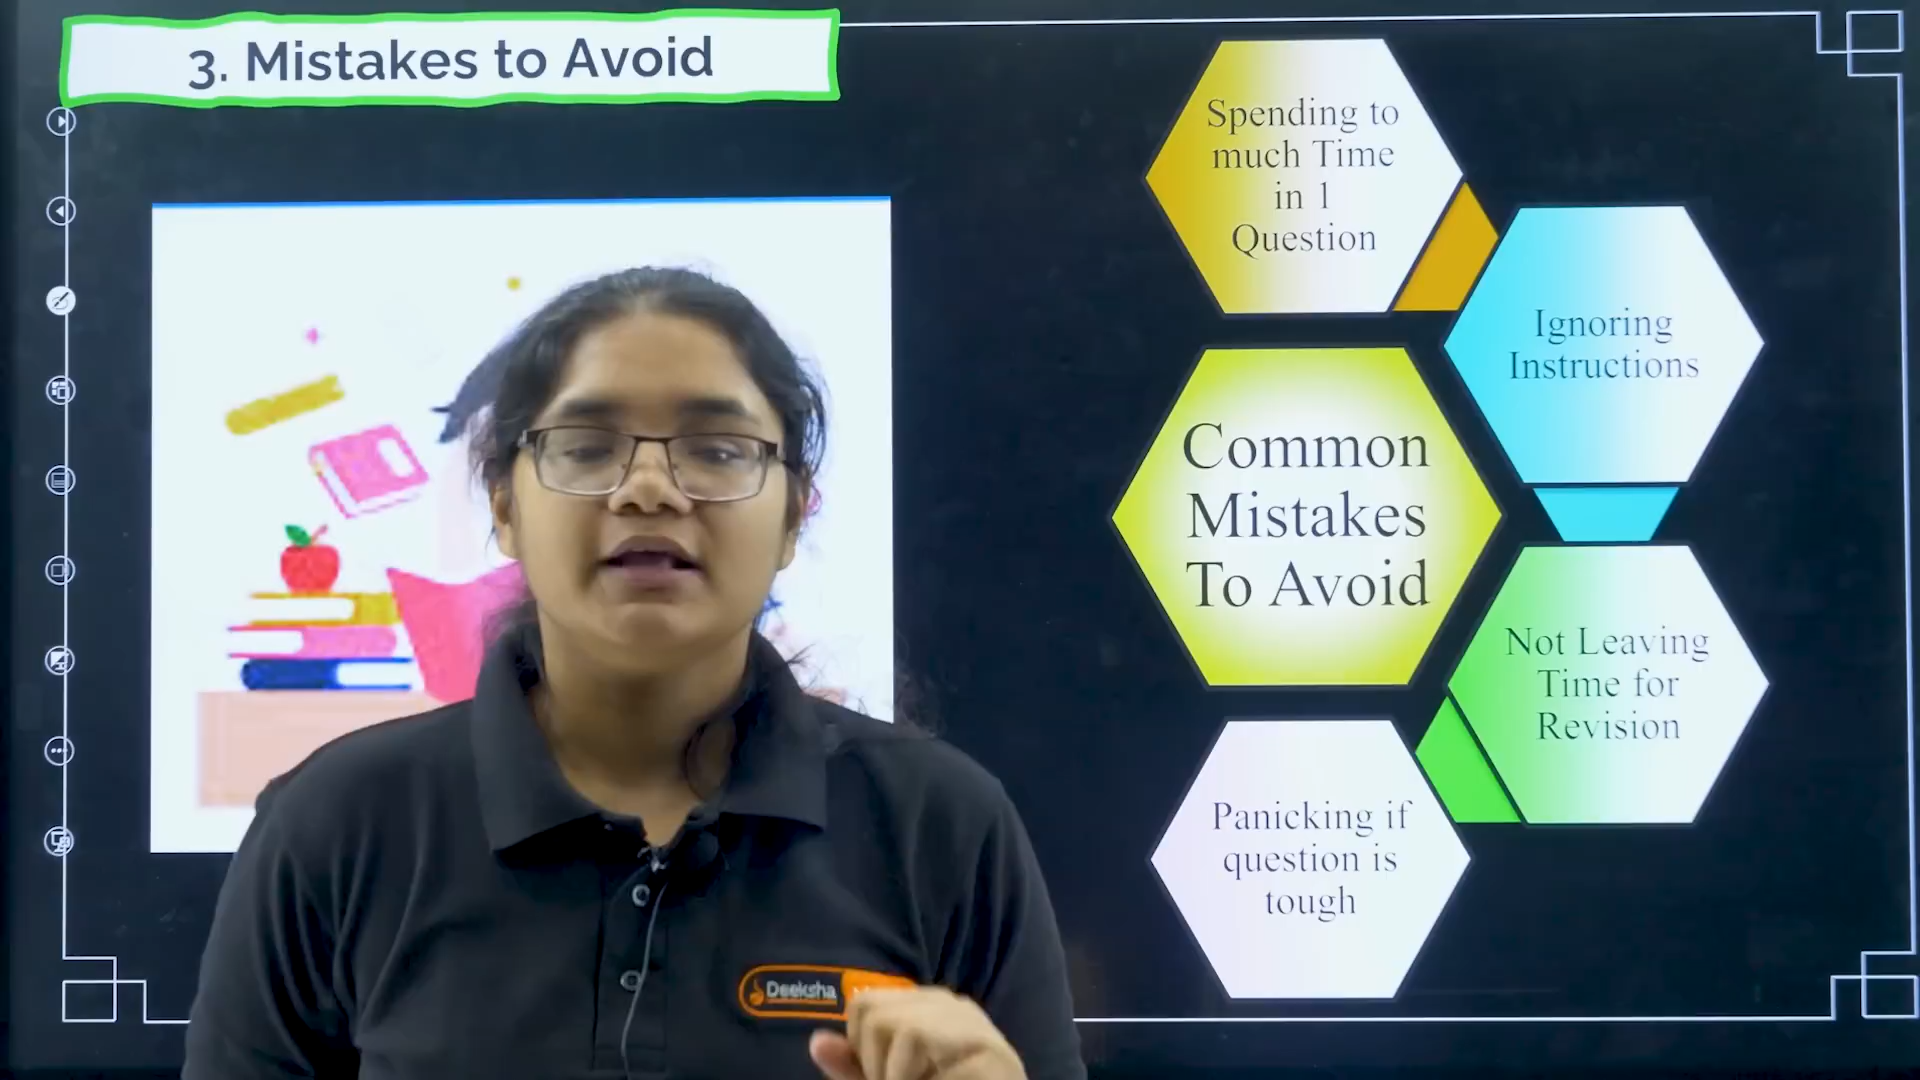 3. Mistakes to Avoid
Spending to
much Time
in 1
Question
Ignoring
Instructions
Common
Mistakes
To Avoid
Not Leaving
Time for
Revision
Panicking if
question is
tough
Deeksha